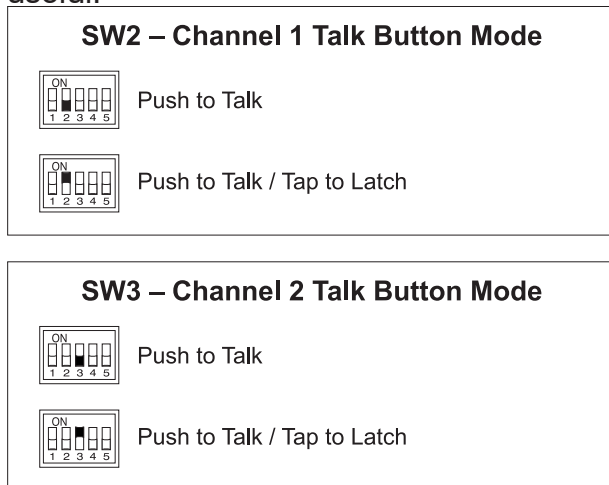 SW2 – Channel 1 Talk Button Mode
ON
1 2 3 4 5
Push to Talk
ON
1 2 3 4 5
Push to Talk / Tap to Latch
SW3 – Channel 2 Talk Button Mode
ON
1 2 3 4 5
Push to Talk
ON
1 2 3 4 5
Push to Talk / Tap to Latch